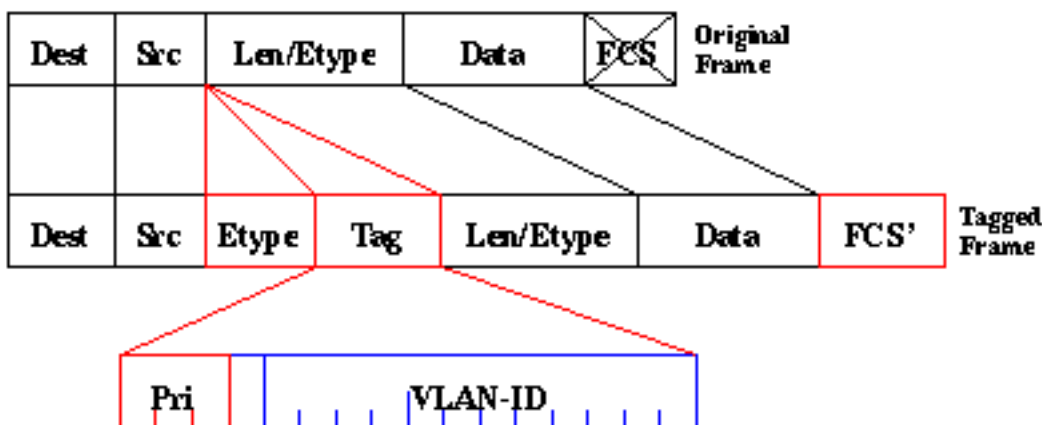 Dest Src Len/Etype Data FCS Original
Frame
Dest Src Etype Tag Len/Etype Data FCS’ Tagged
Frame
Pri VLAN-ID